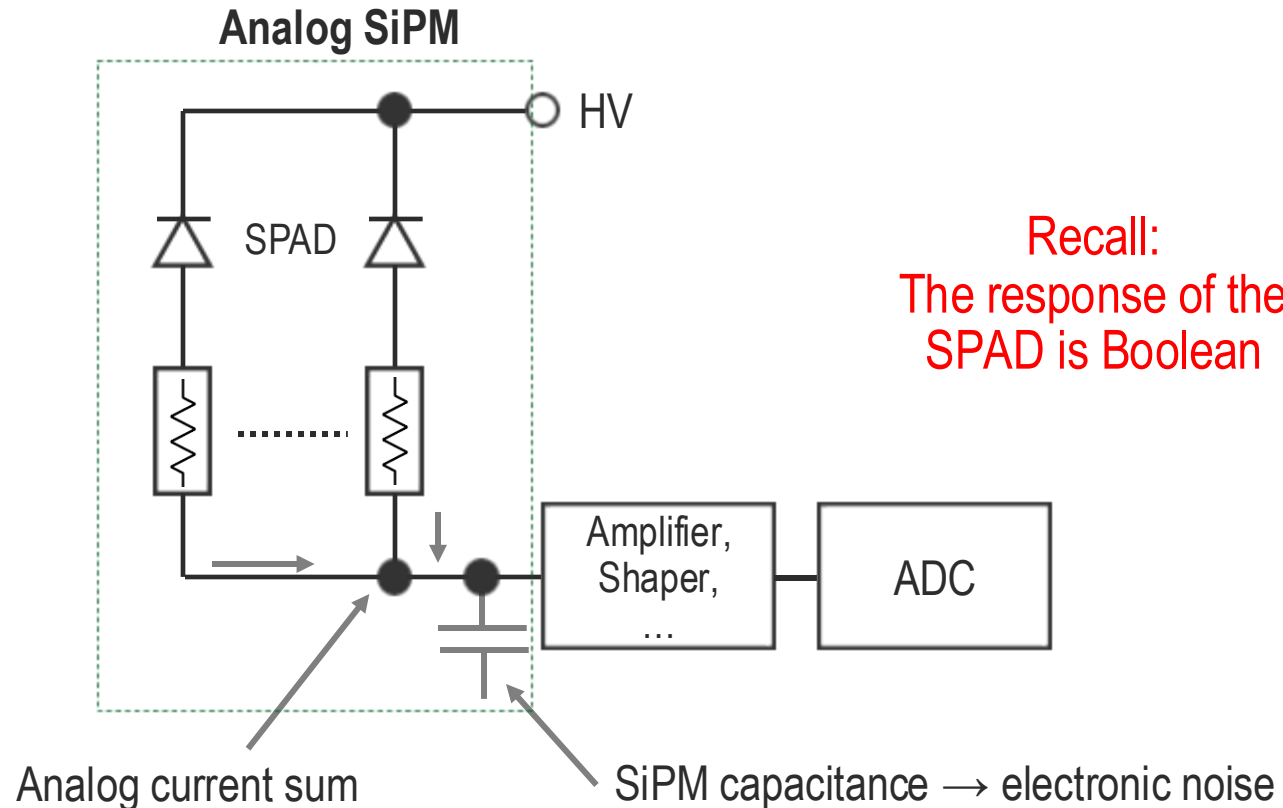 Analog SiPM
HV
SPAD
Recall:
The response of the
SPAD is Boolean
Amplifier,
Shaper,
...
ADC
Analog current sum
SiPM capacitance → electronic noise